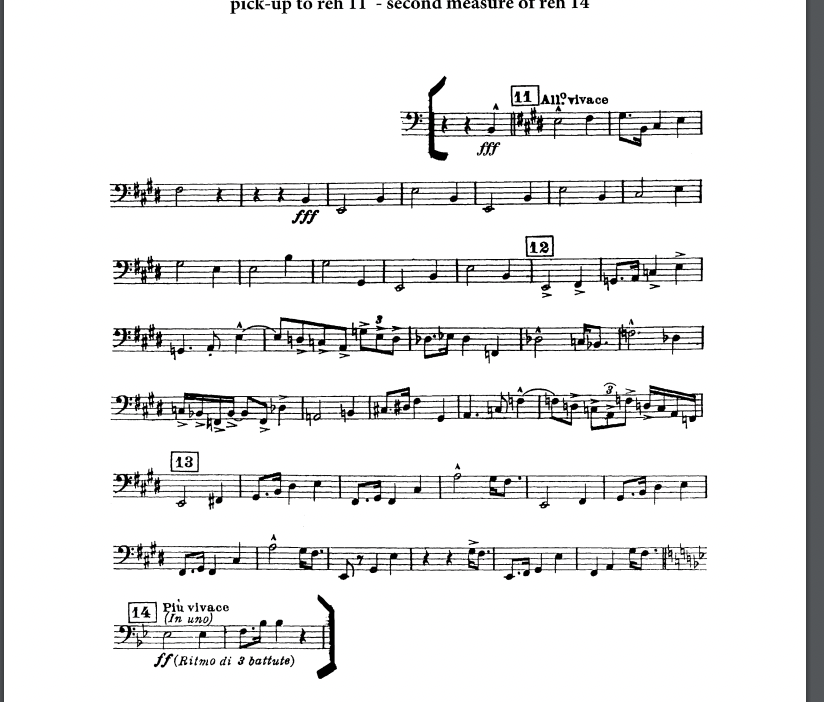 pick-up to reh 11 - second measure of reh 14
11 All.º vivace
fff
fff
12
3
3
(3)
13
14 Più vivace
(In uno)
ff (Ritmo di 3 battute)